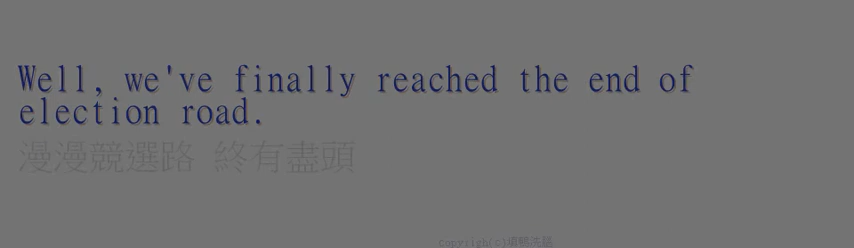 Well, we've finally reached the end of
election road.
漫漫競選路 終有盡頭